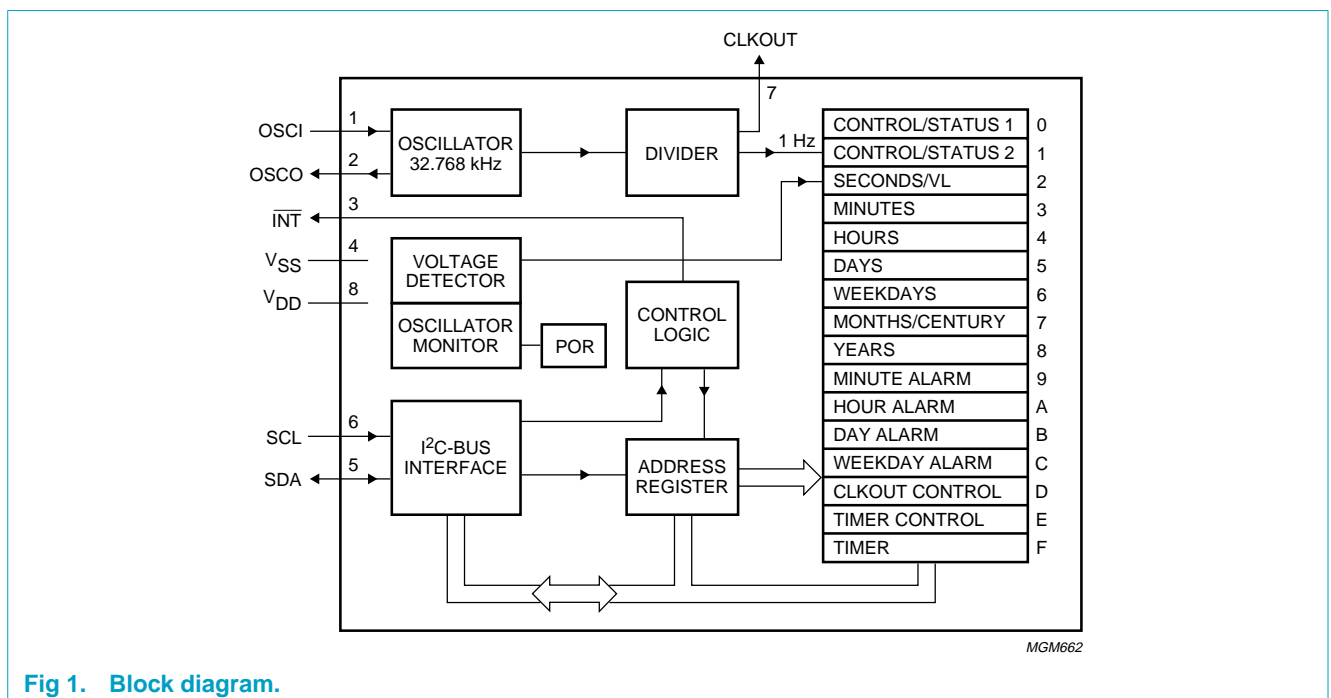 CLKOUT
7
OSCI
1
OSCILLATOR
32.768 kHz
DIVIDER
1 Hz
OSCO
2
INT
3
VSS
4
VDD
8
VOLTAGE
DETECTOR
OSCILLATOR
MONITOR
POR
CONTROL
LOGIC
SCL
6
SDA
5
I2C-BUS
INTERFACE
ADDRESS
REGISTER
CONTROL/STATUS 1 0
CONTROL/STATUS 2 1
SECONDS/VL 2
MINUTES 3
HOURS 4
DAYS 5
WEEKDAYS 6
MONTHS/CENTURY 7
YEARS 8
MINUTE ALARM 9
HOUR ALARM A
DAY ALARM B
WEEKDAY ALARM C
CLKOUT CONTROL D
TIMER CONTROL E
TIMER F
MGM662
Fig 1. Block diagram.